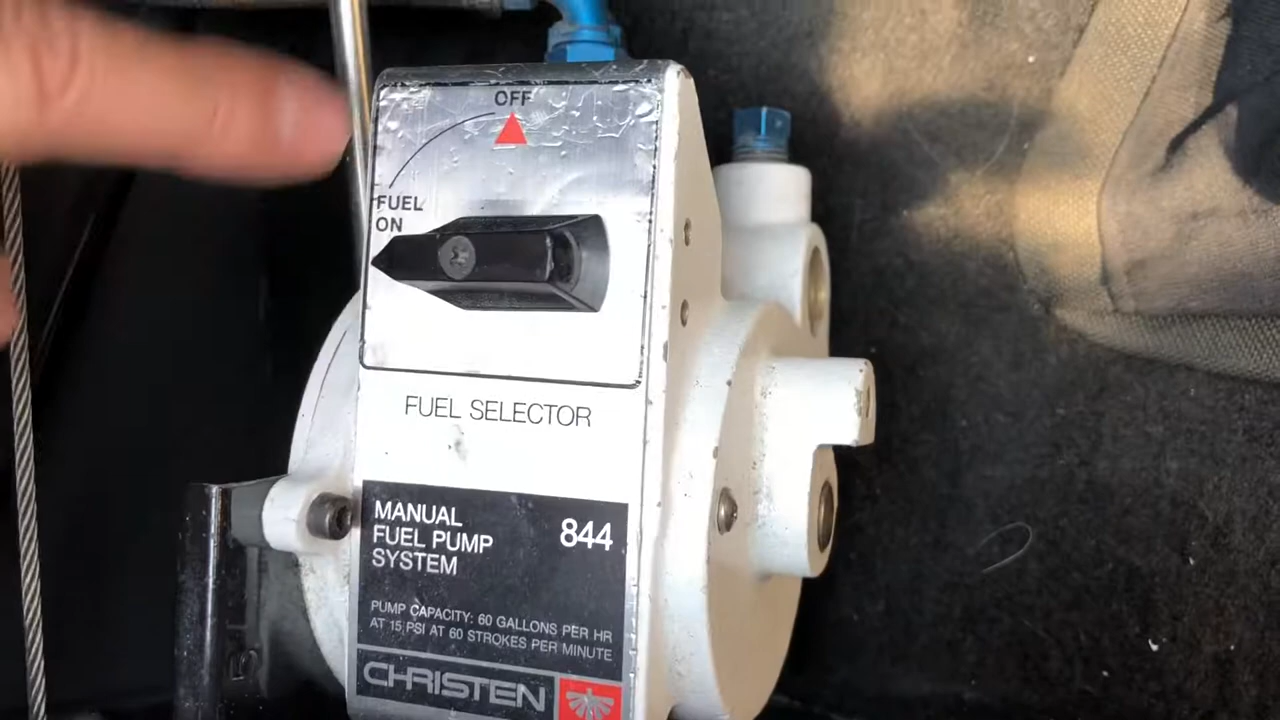 OFF
FUEL
ON
FUEL SELECTOR
MANUAL
FUEL PUMP
SYSTEM
844
PUMP CAPACITY: 60 GALLONS PER HR
AT 15 PSI AT 60 STROKES PER MINUTE
CHRISTEN